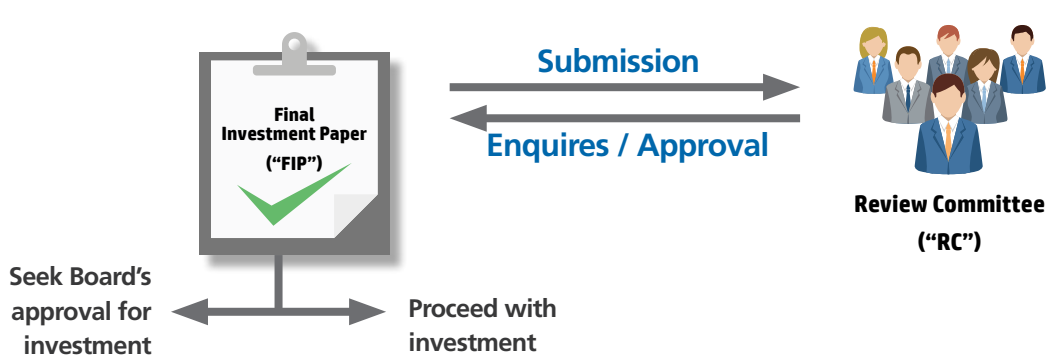 Final
Investment Paper
(“FIP”)
Submission
Enquires / Approval
Review Committee
(“RC”)
Seek Board’s
approval for
investment
Proceed with
investment